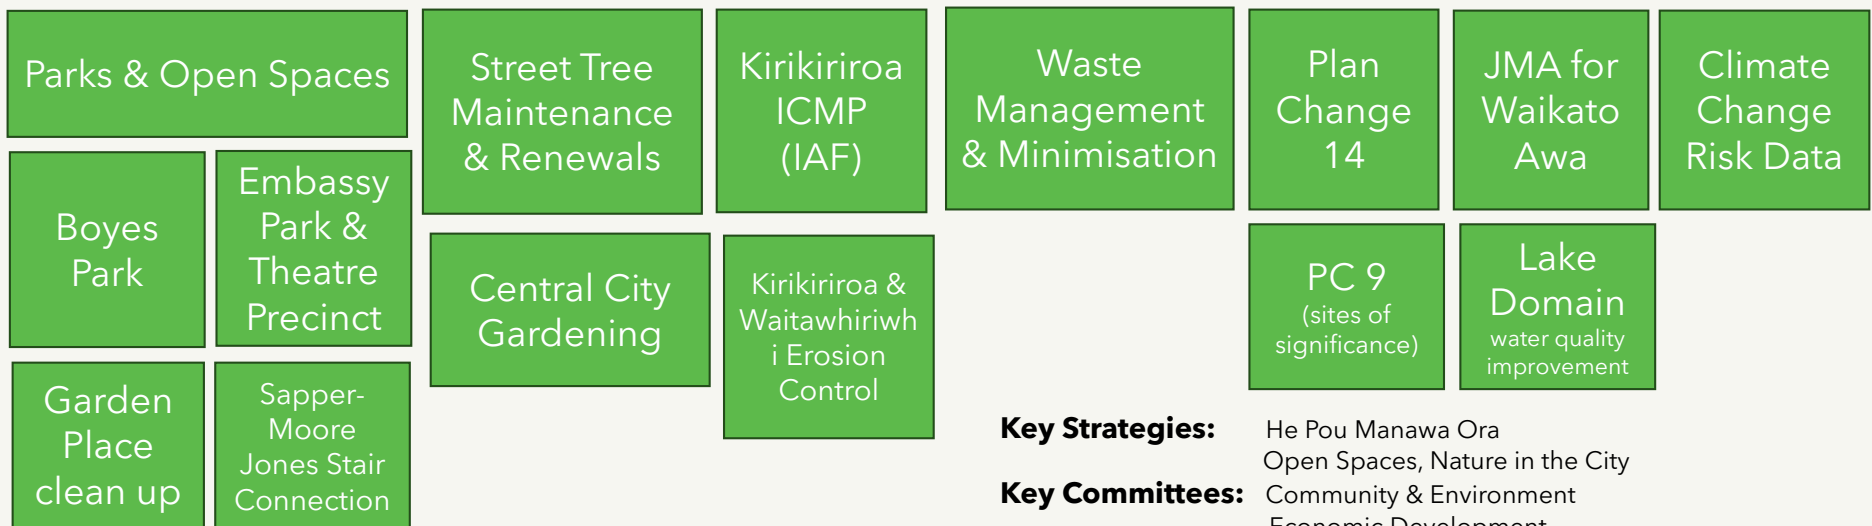 Parks & Open Spaces
Street Tree
Maintenance
& Renewals
Kirikiriroa
ICMP
(IAF)
Waste
Management
& Minimisation
Plan
Change
14
JMA for
Waikato
Awa
Climate
Change
Risk Data
Boyes
Park
Embassy
Park &
Theatre
Precinct
Central City
Gardening
Kirikiriroa &
Waitawhiriwh
i Erosion
Control
PC 9
(sites of
significance)
Lake
Domain
water quality
improvement
Garden
Place
clean up
Sapper-
Moore
Jones Stair
Connection
Key Strategies: He Pou Manawa Ora
Open Spaces, Nature in the City
Key Committees: Community & Environment
Economic Development